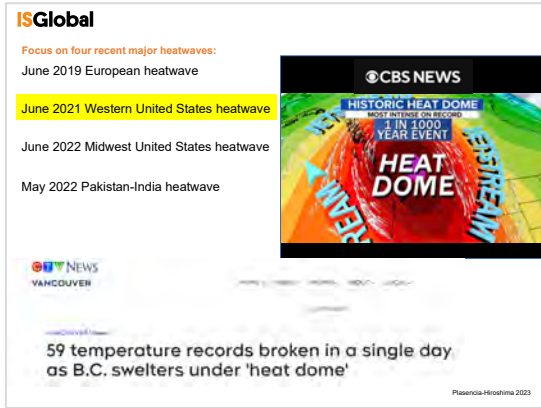 ISGlobal
Focus on four recent major heatwaves:
June 2019 European heatwave
June 2021 Western United States heatwave
June 2022 Midwest United States heatwave
May 2022 Pakistan-India heatwave
CBS NEWS
HISTORIC HEAT DOME
MOST INTENSE ON RECORD
1 IN 1000
YEAR EVENT
HEAT
DOME
JETSTREAM
STREAM
CTV NEWS
VANCOUVER
59 temperature records broken in a single day
as B.C. swelters under 'heat dome'
Plasencia-Hiroshima 2023